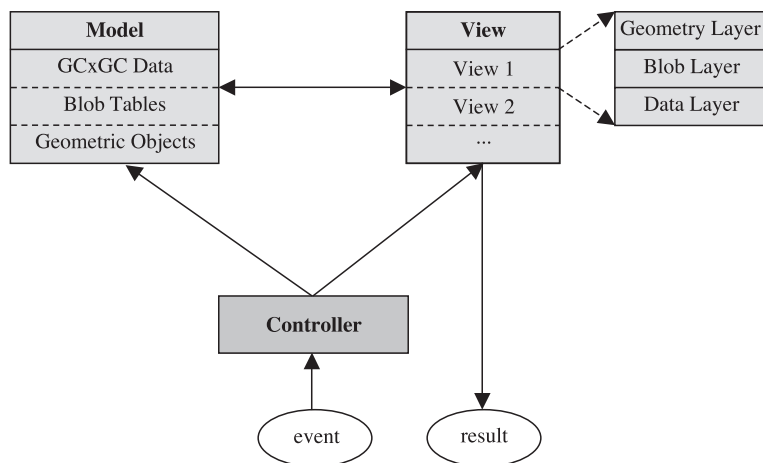 Model
GCxGC Data
Blob Tables
Geometric Objects
View
View 1
View 2
...
Geometry Layer
Blob Layer
Data Layer
Controller
event
result